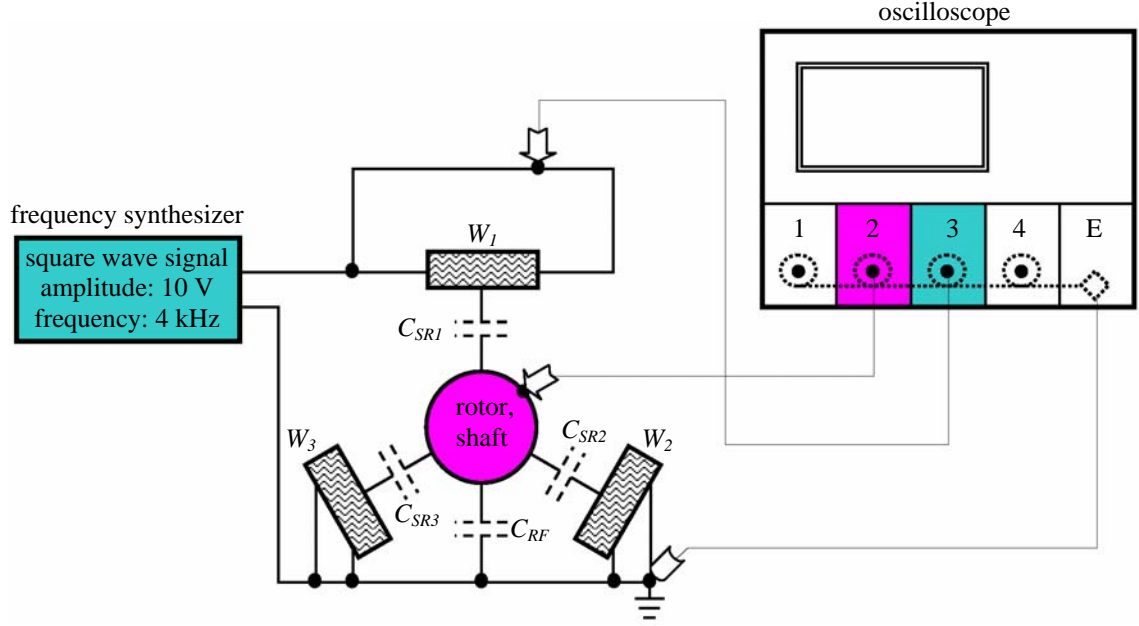 oscilloscope
frequency synthesizer
square wave signal
amplitude: 10 V
frequency: 4 kHz
W1
CSR1
rotor,
shaft
W3
CSR3
CSR2
W2
CRF
1 2 3 4 E